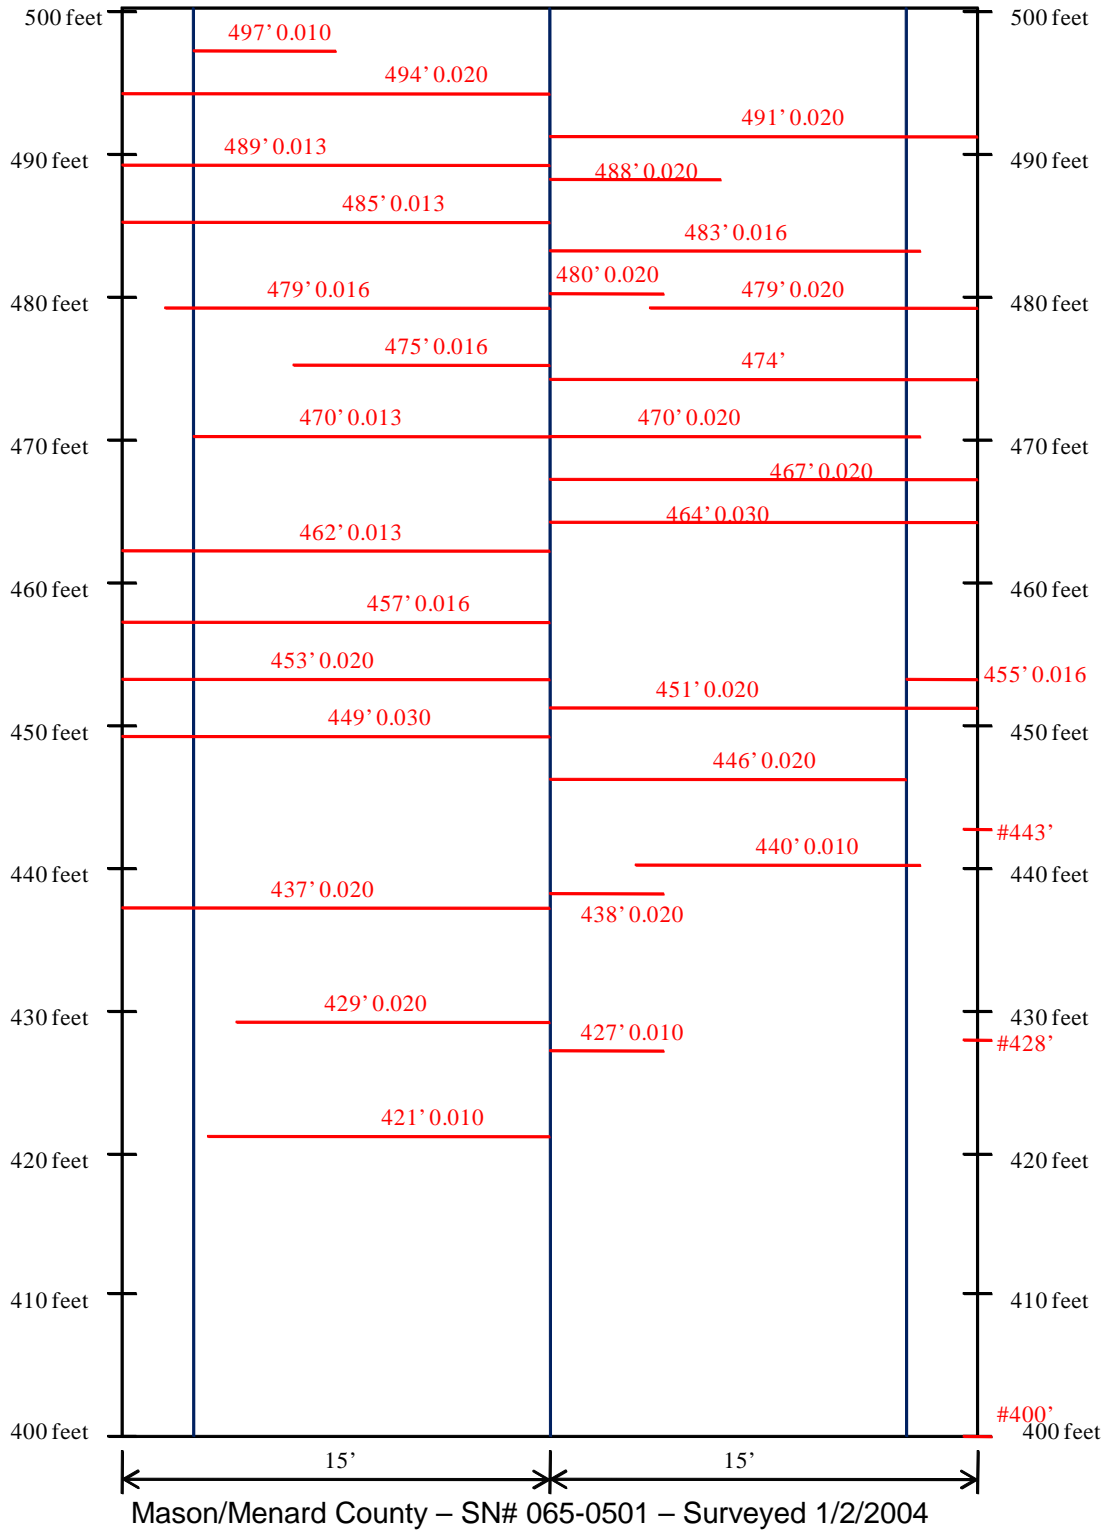 500 feet 500 feet
497’ 0.010
494’ 0.020
491’ 0.020
489’ 0.013
490 feet 490 feet
488’ 0.020
485’ 0.013
483’ 0.016
480’ 0.020
479’ 0.016 479’ 0.020
480 feet 480 feet
475’ 0.016
474’
470’ 0.013 470’ 0.020
470 feet 470 feet
467’ 0.020
464’ 0.030
462’ 0.013
460 feet 460 feet
457’ 0.016
453’ 0.020
455’ 0.016
451’ 0.020
449’ 0.030
450 feet 450 feet
446’ 0.020
#443’
440’ 0.010
440 feet 440 feet
437’ 0.020
438’ 0.020
429’ 0.020
430 feet 430 feet
427’ 0.010
#428’
421’ 0.010
420 feet 420 feet
410 feet 410 feet
#400’
400 feet 400 feet
15’ 15’
Mason/Menard County – SN# 065-0501 – Surveyed 1/2/2004